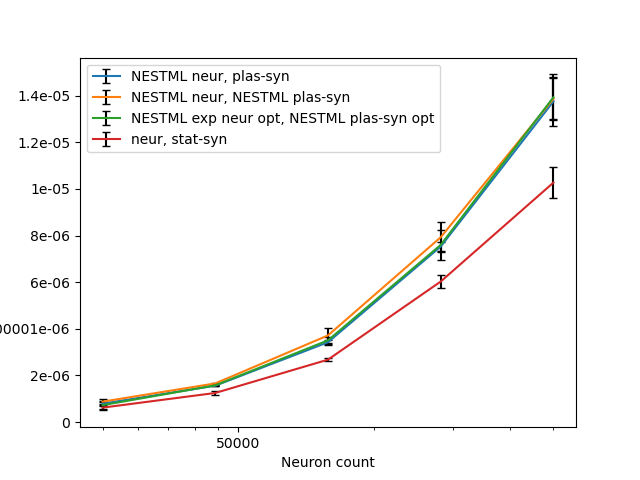 NESTML neur, plas-syn
NESTML neur, NESTML plas-syn
NESTML exp neur opt, NESTML plas-syn opt
neur, stat-syn
1.4e-05
1.2e-05
1e-05
8e-06
6e-06
00001e-06
2e-06
0
50000
Neuron count